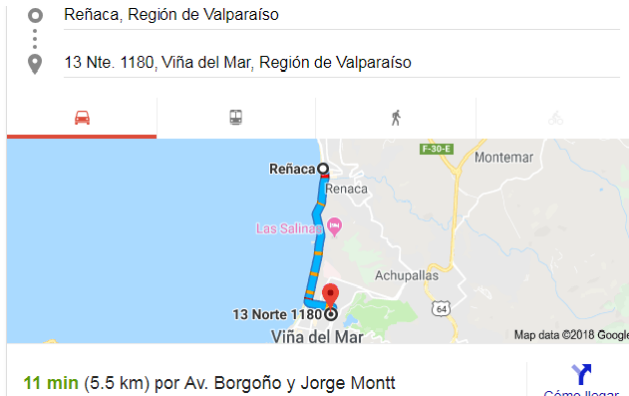 Reñaca, Región de Valparaíso
13 Nte. 1180, Viña del Mar, Región de Valparaíso
F-30-E
Montemar
Reñaca
Renaca
Las Salinas
Achupallas
13 Norte 1180
64
Viña del Mar
Map data ©2018 Google
11 min (5.5 km) por Av. Borgoño y Jorge Montt
Cómo llegar